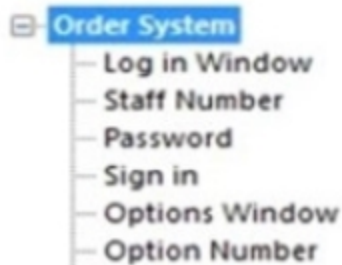 Order System
Log in Window
Staff Number
Password
Sign in
Options Window
Option Number